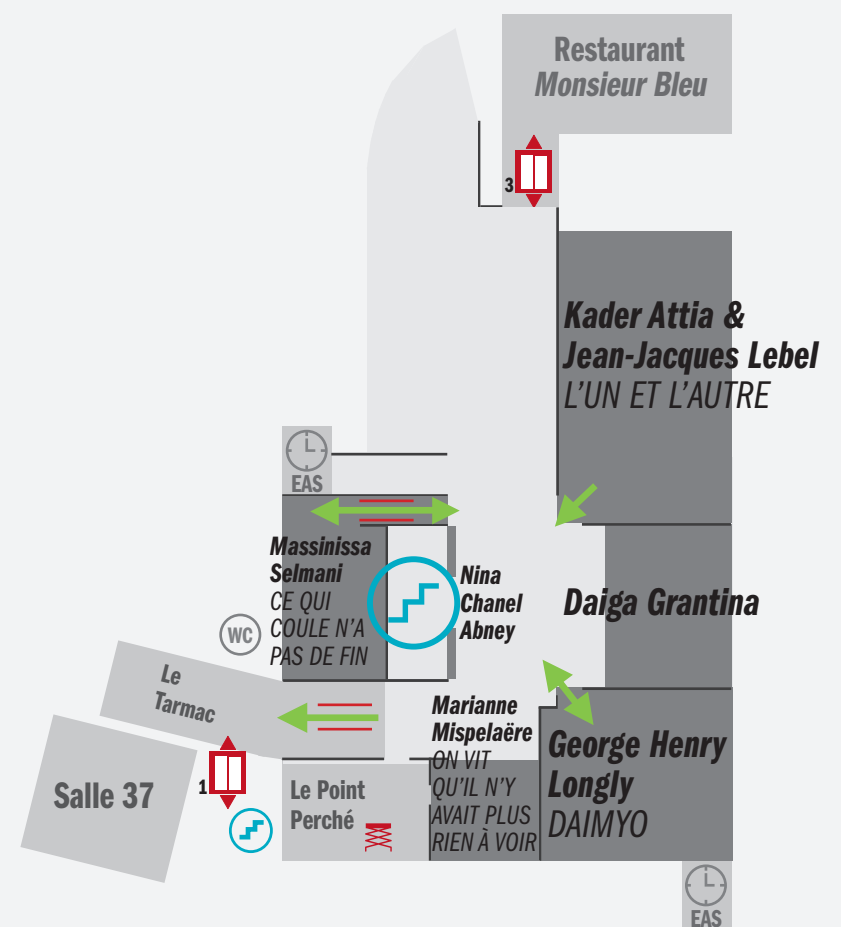 Restaurant
Monsieur Bleu
3
Kader Attia &
Jean-Jacques Lebel
L'UN ET L'AUTRE
EAS
Massinissa
Selmani
CE QUI
COULE N'A
PAS DE FIN
WC
Nina
Chanel
Abney
Daiga Grantina
Le
Tarmac
Marianne
Mispelaëre
ON VIT
QU'IL N'Y
AVAIT PLUS
RIEN À VOIR
George Henry
Longly
DAIMYO
Salle 37
1
Le Point
Perché
EAS